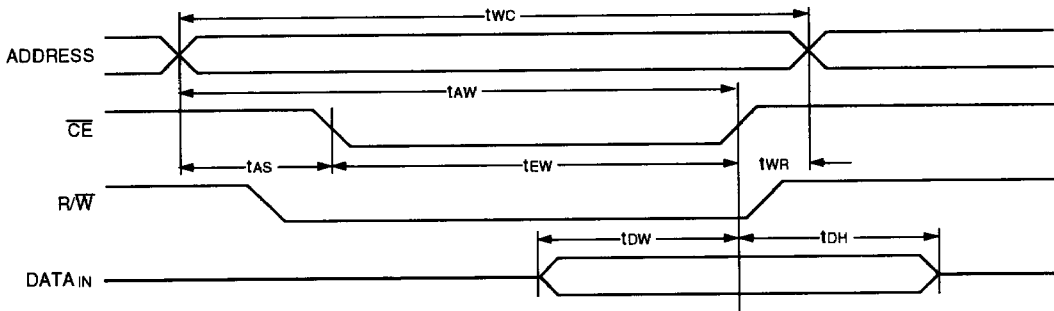 tWC
ADDRESS
tAW
CE
tAS
tEW
tWR
R/W
tDW
tDH
DATA IN